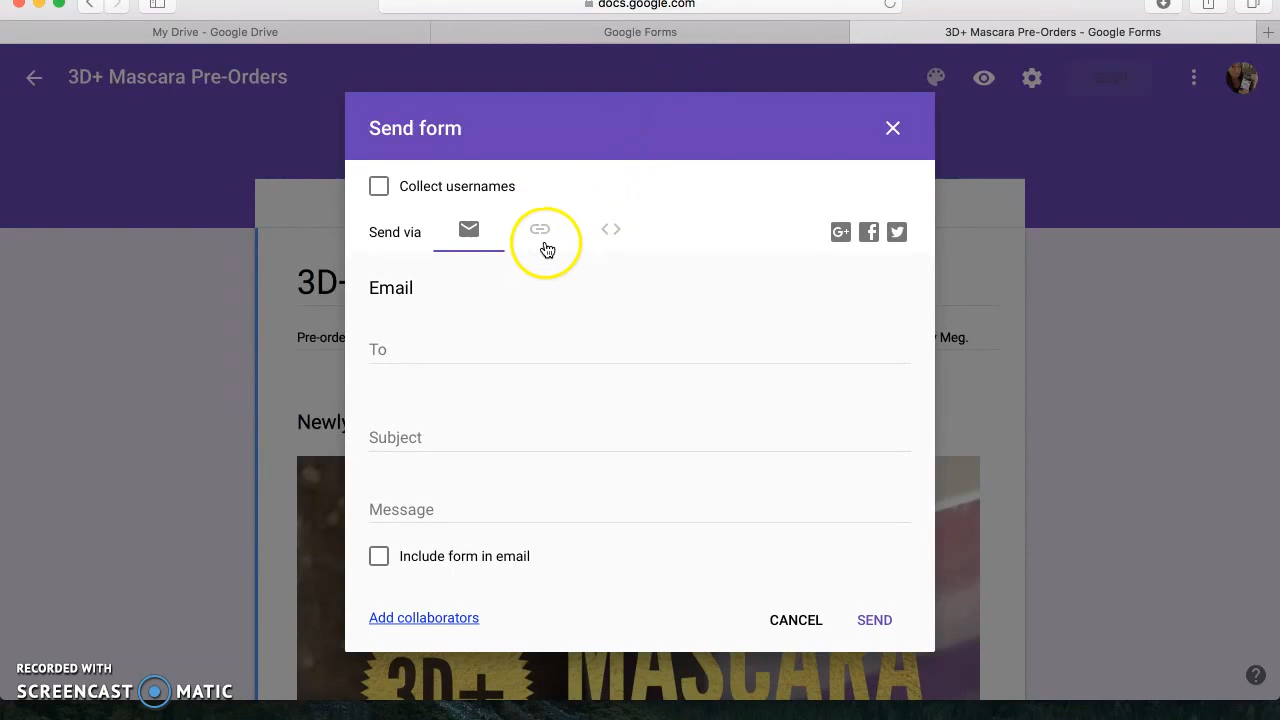 docs.google.com
My Drive - Google Drive
Google Forms
3D+ Mascara Pre-Orders - Google Forms
3D+ Mascara Pre-Orders
Send form
Collect usernames
Send via
G+
Email
3D
Pre-orde
Meg.
To
Newly
Subject
Message
Include form in email
Add collaborators
CANCEL
SEND
3D+ MASCARA
RECORDED WITH
SCREENCAST MATIC